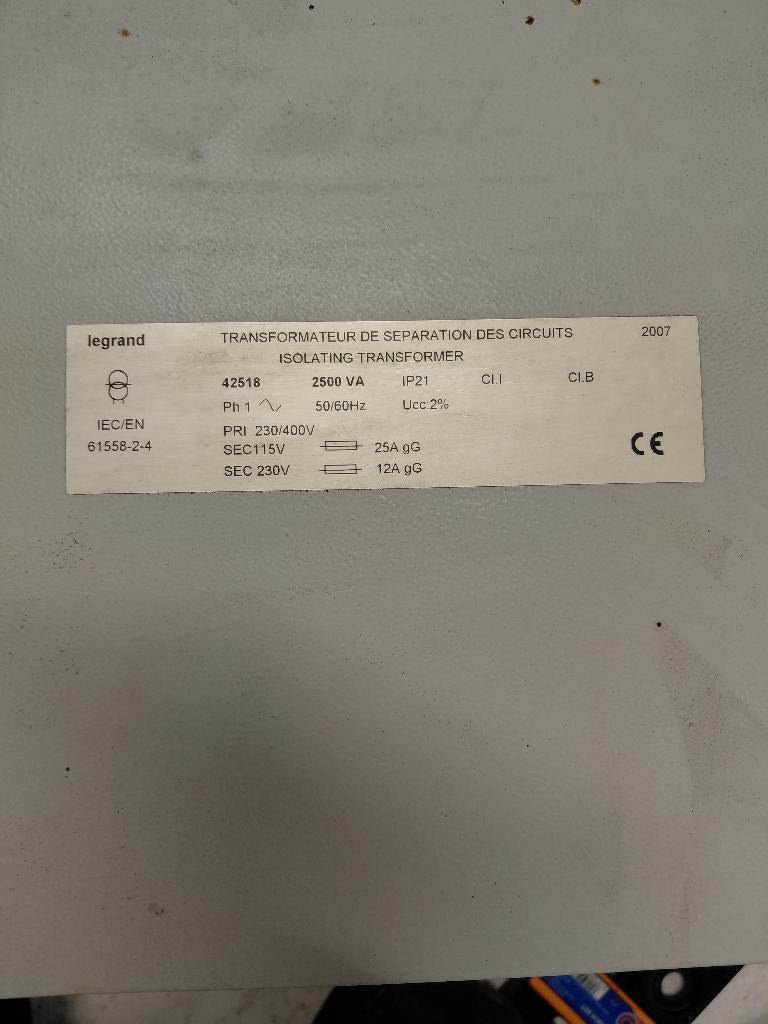 legrand
TRANSFORMATEUR DE SEPARATION DES CIRCUITS
2007
ISOLATING TRANSFORMER
42518 2500 VA IP21 Cl.I Cl.B
Ph 1 50/60Hz Ucc:2%
IEC/EN
61558-2-4
PRI 230/400V
SEC115V 25A gG
SEC 230V 12A gG
CE